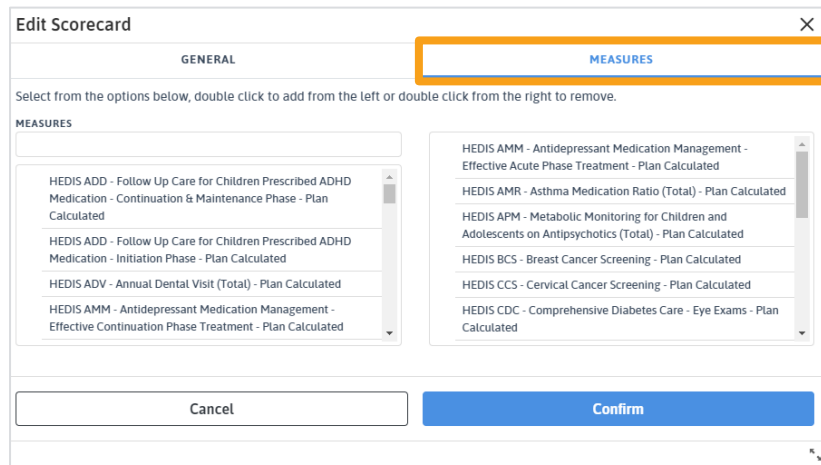 Edit Scorecard
GENERAL
MEASURES
Select from the options below, double click to add from the left or double click from the right to remove.
MEASURES
HEDIS ADD - Follow Up Care for Children Prescribed ADHD
Medication - Continuation & Maintenance Phase - Plan
Calculated
HEDIS ADD - Follow Up Care for Children Prescribed ADHD
Medication - Initiation Phase - Plan Calculated
HEDIS ADV - Annual Dental Visit (Total) - Plan Calculated
HEDIS AMM - Antidepressant Medication Management -
Effective Continuation Phase Treatment - Plan Calculated
HEDIS AMM - Antidepressant Medication Management -
Effective Acute Phase Treatment - Plan Calculated
HEDIS AMR - Asthma Medication Ratio (Total) - Plan Calculated
HEDIS APM - Metabolic Monitoring for Children and
Adolescents on Antipsychotics (Total) - Plan Calculated
HEDIS BCS - Breast Cancer Screening - Plan Calculated
HEDIS CCS - Cervical Cancer Screening - Plan Calculated
HEDIS CDC - Comprehensive Diabetes Care - Eye Exams - Plan
Calculated
Cancel
Confirm